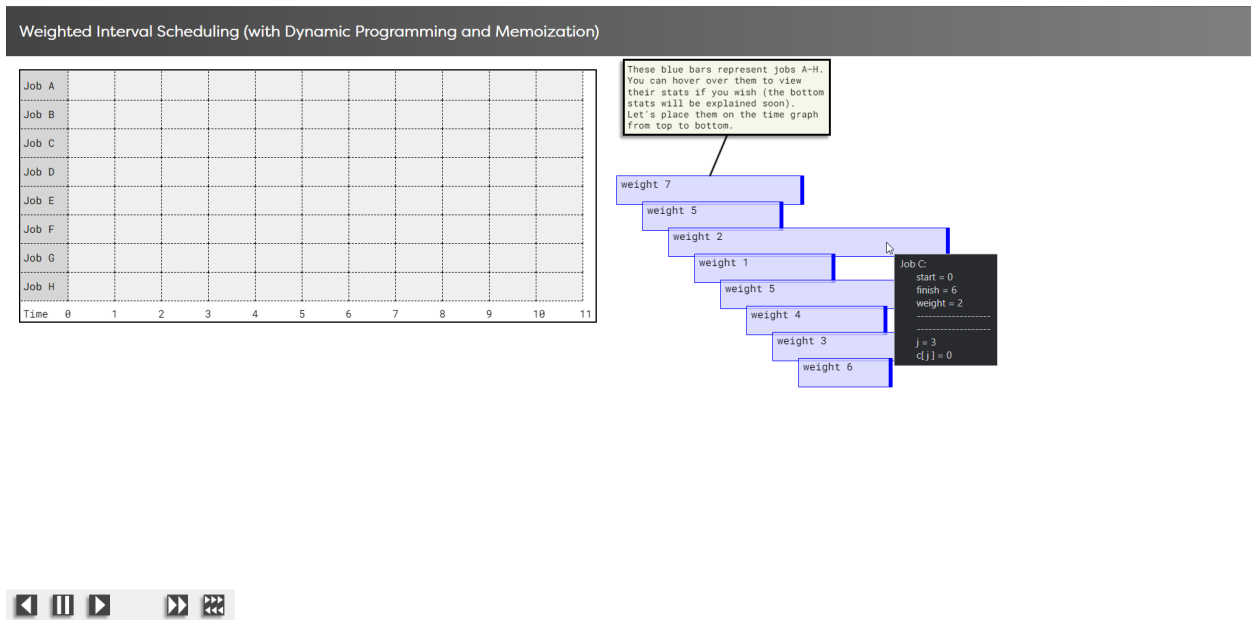 Weighted Interval Scheduling (with Dynamic Programming and Memoization)
These blue bars represent jobs A-H.
You can hover over them to view
their stats if you wish (the bottom
stats will be explained soon).
Let's place them on the time graph
from top to bottom.
Job A
Job B
Job C
Job D
Job E
Job F
Job G
Job H
Time 0 1 2 3 4 5 6 7 8 9 10 11
weight 7
weight 5
weight 2
weight 1
weight 5
weight 4
weight 3
weight 6
Job C:
start = 0
finish = 6
weight = 2
-------------------
-------------------
j = 3
c[ j ] = 0